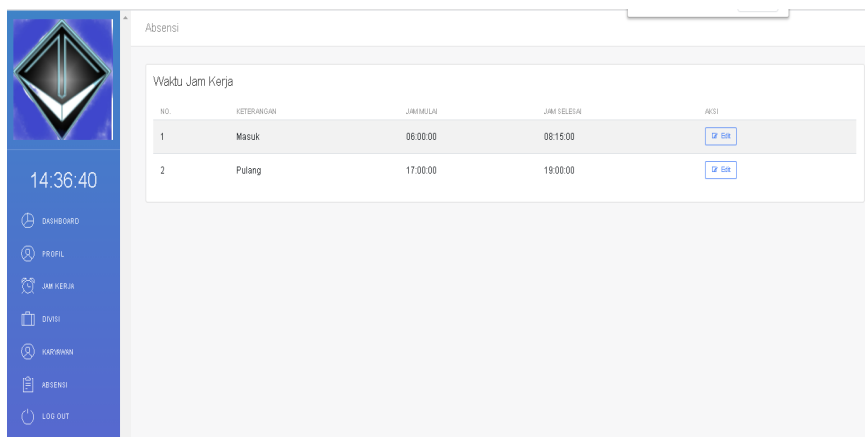 Absensi
Waktu Jam Kerja
NO. KETERANGAN JAM MULAI JAM SELESAI AKSI
1 Masuk 06:00:00 08:15:00 Edit
2 Pulang 17:00:00 19:00:00 Edit
14:36:40
DASHBOARD
PROFIL
JAM KERJA
DIVISI
KARYAWAN
ABSENSI
LOG OUT